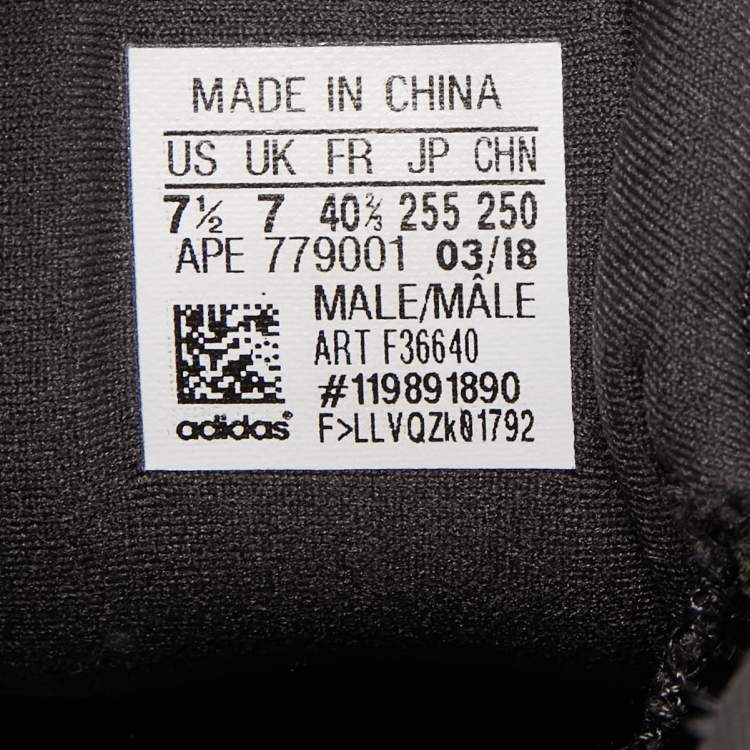 MADE IN CHINA
US UK FR JP CHN
7½ 7 40⅔ 255 250
APE 779001 03/18
MALE/MÂLE
ART F36640
#119891890
adidas® F>LLVQZk01792